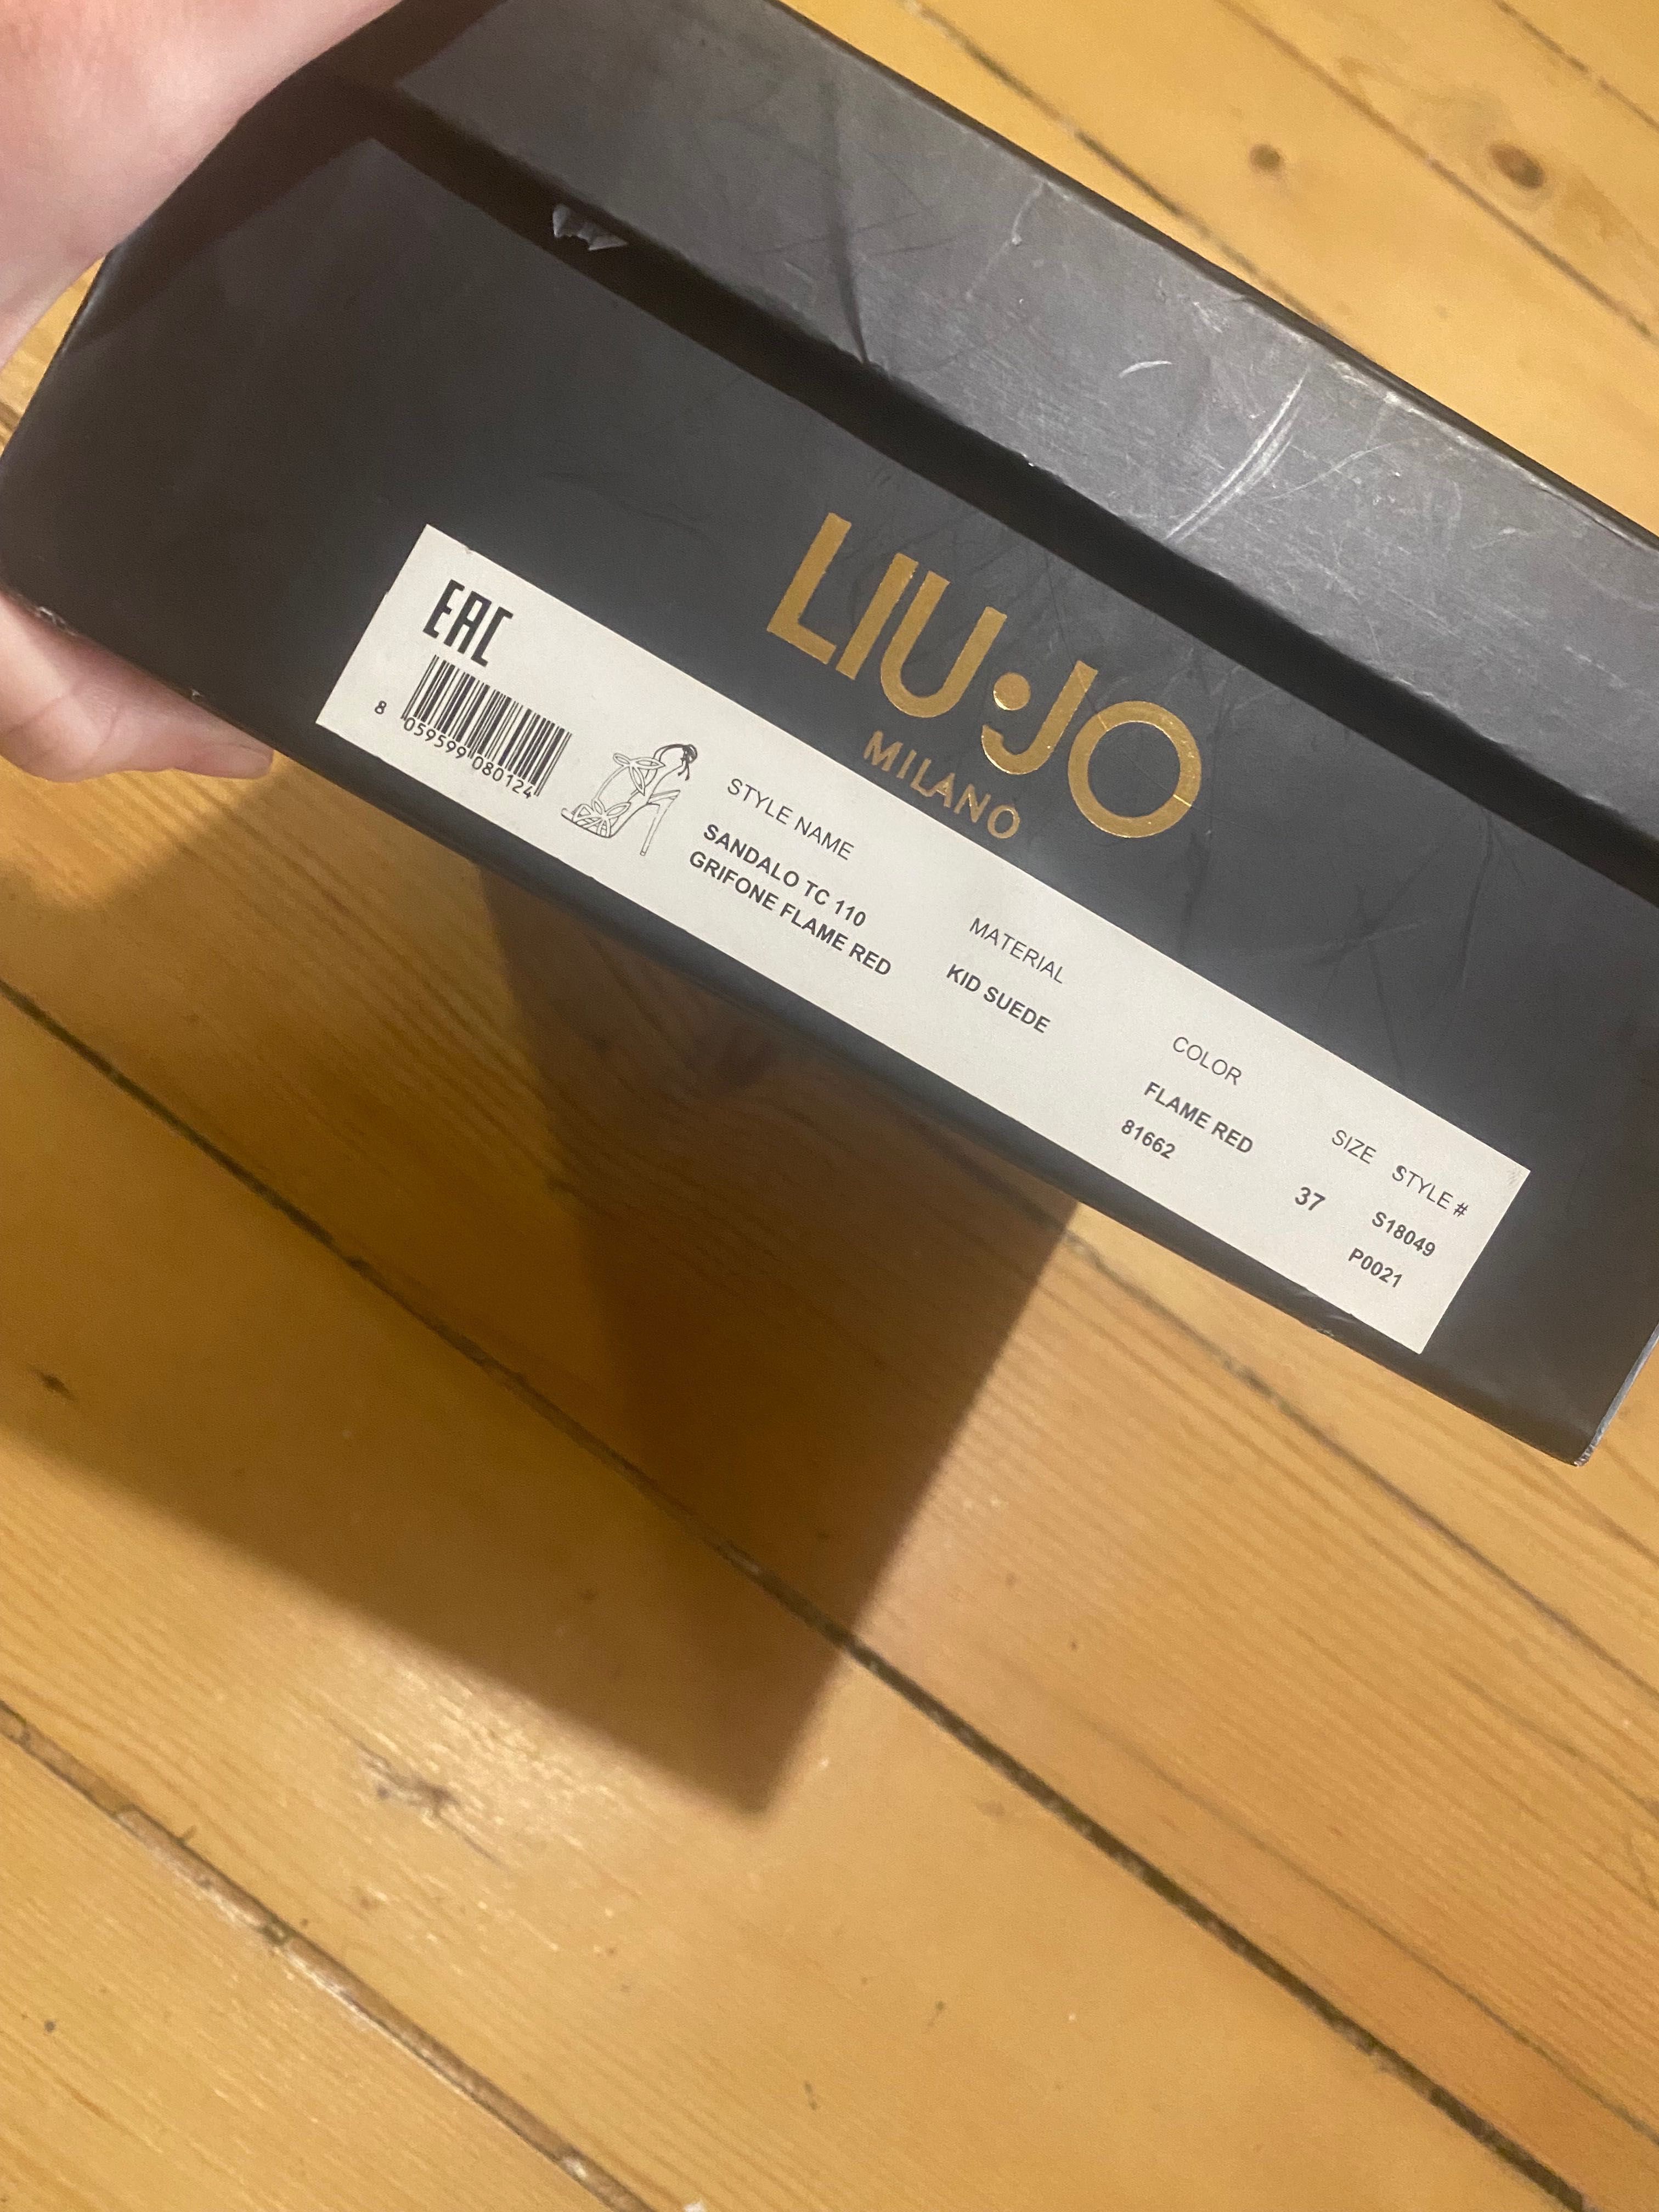 LIU·JO
MILANO
EAC
8 059599 080124
STYLE NAME
SANDALO TC 110
GRIFONE FLAME RED
MATERIAL
KID SUEDE
COLOR
FLAME RED
81662
SIZE
37
STYLE #
S18049
P0021